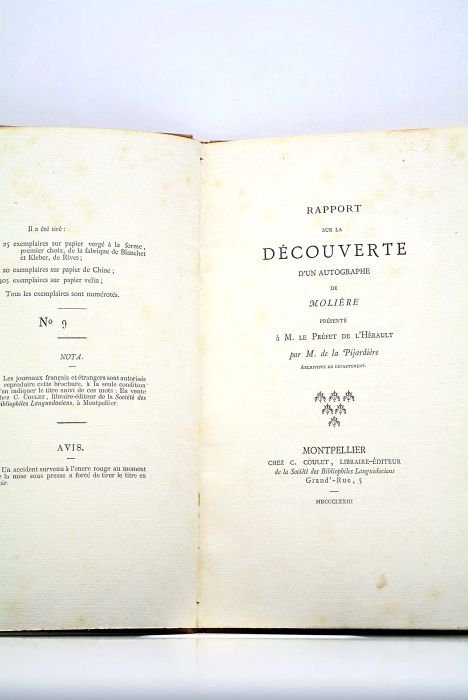 Il a été tiré :
25 exemplaires sur papier vergé à la forme,
premier choix, de la fabrique de Blanchet
et Kleber, de Rives ;
20 exemplaires sur papier de Chine ;
105 exemplaires sur papier velin ;
Tous les exemplaires sont numérotés.
No 9
NOTA.
Les journaux français et étrangers sont autorisés
reproduire cette brochure, à la seule condition
d'en indiquer le titre suivi de ces mots : En vente
chez C. COULET, libraire-éditeur de la Société des
Bibliophiles Languedociens, à Montpellier.
AVIS.
Un accident survenu à l'encre rouge au moment
de la mise sous presse a forcé de tirer le titre en
oir.
RAPPORT
SUR LA
DÉCOUVERTE
D'UN AUTOGRAPHE
DE
MOLIÈRE
PRÉSENTÉ
à M. LE PRÉFET DE L'HÉRAULT
par M. de la Pijardière
ARCHIVISTE DU DÉPARTEMENT.
MONTPELLIER
CHEZ C. COULET, LIBRAIRE-ÉDITEUR
de la Société des Bibliophiles Languedociens
Grand'-Rue, 5
MDCCCLXXIII